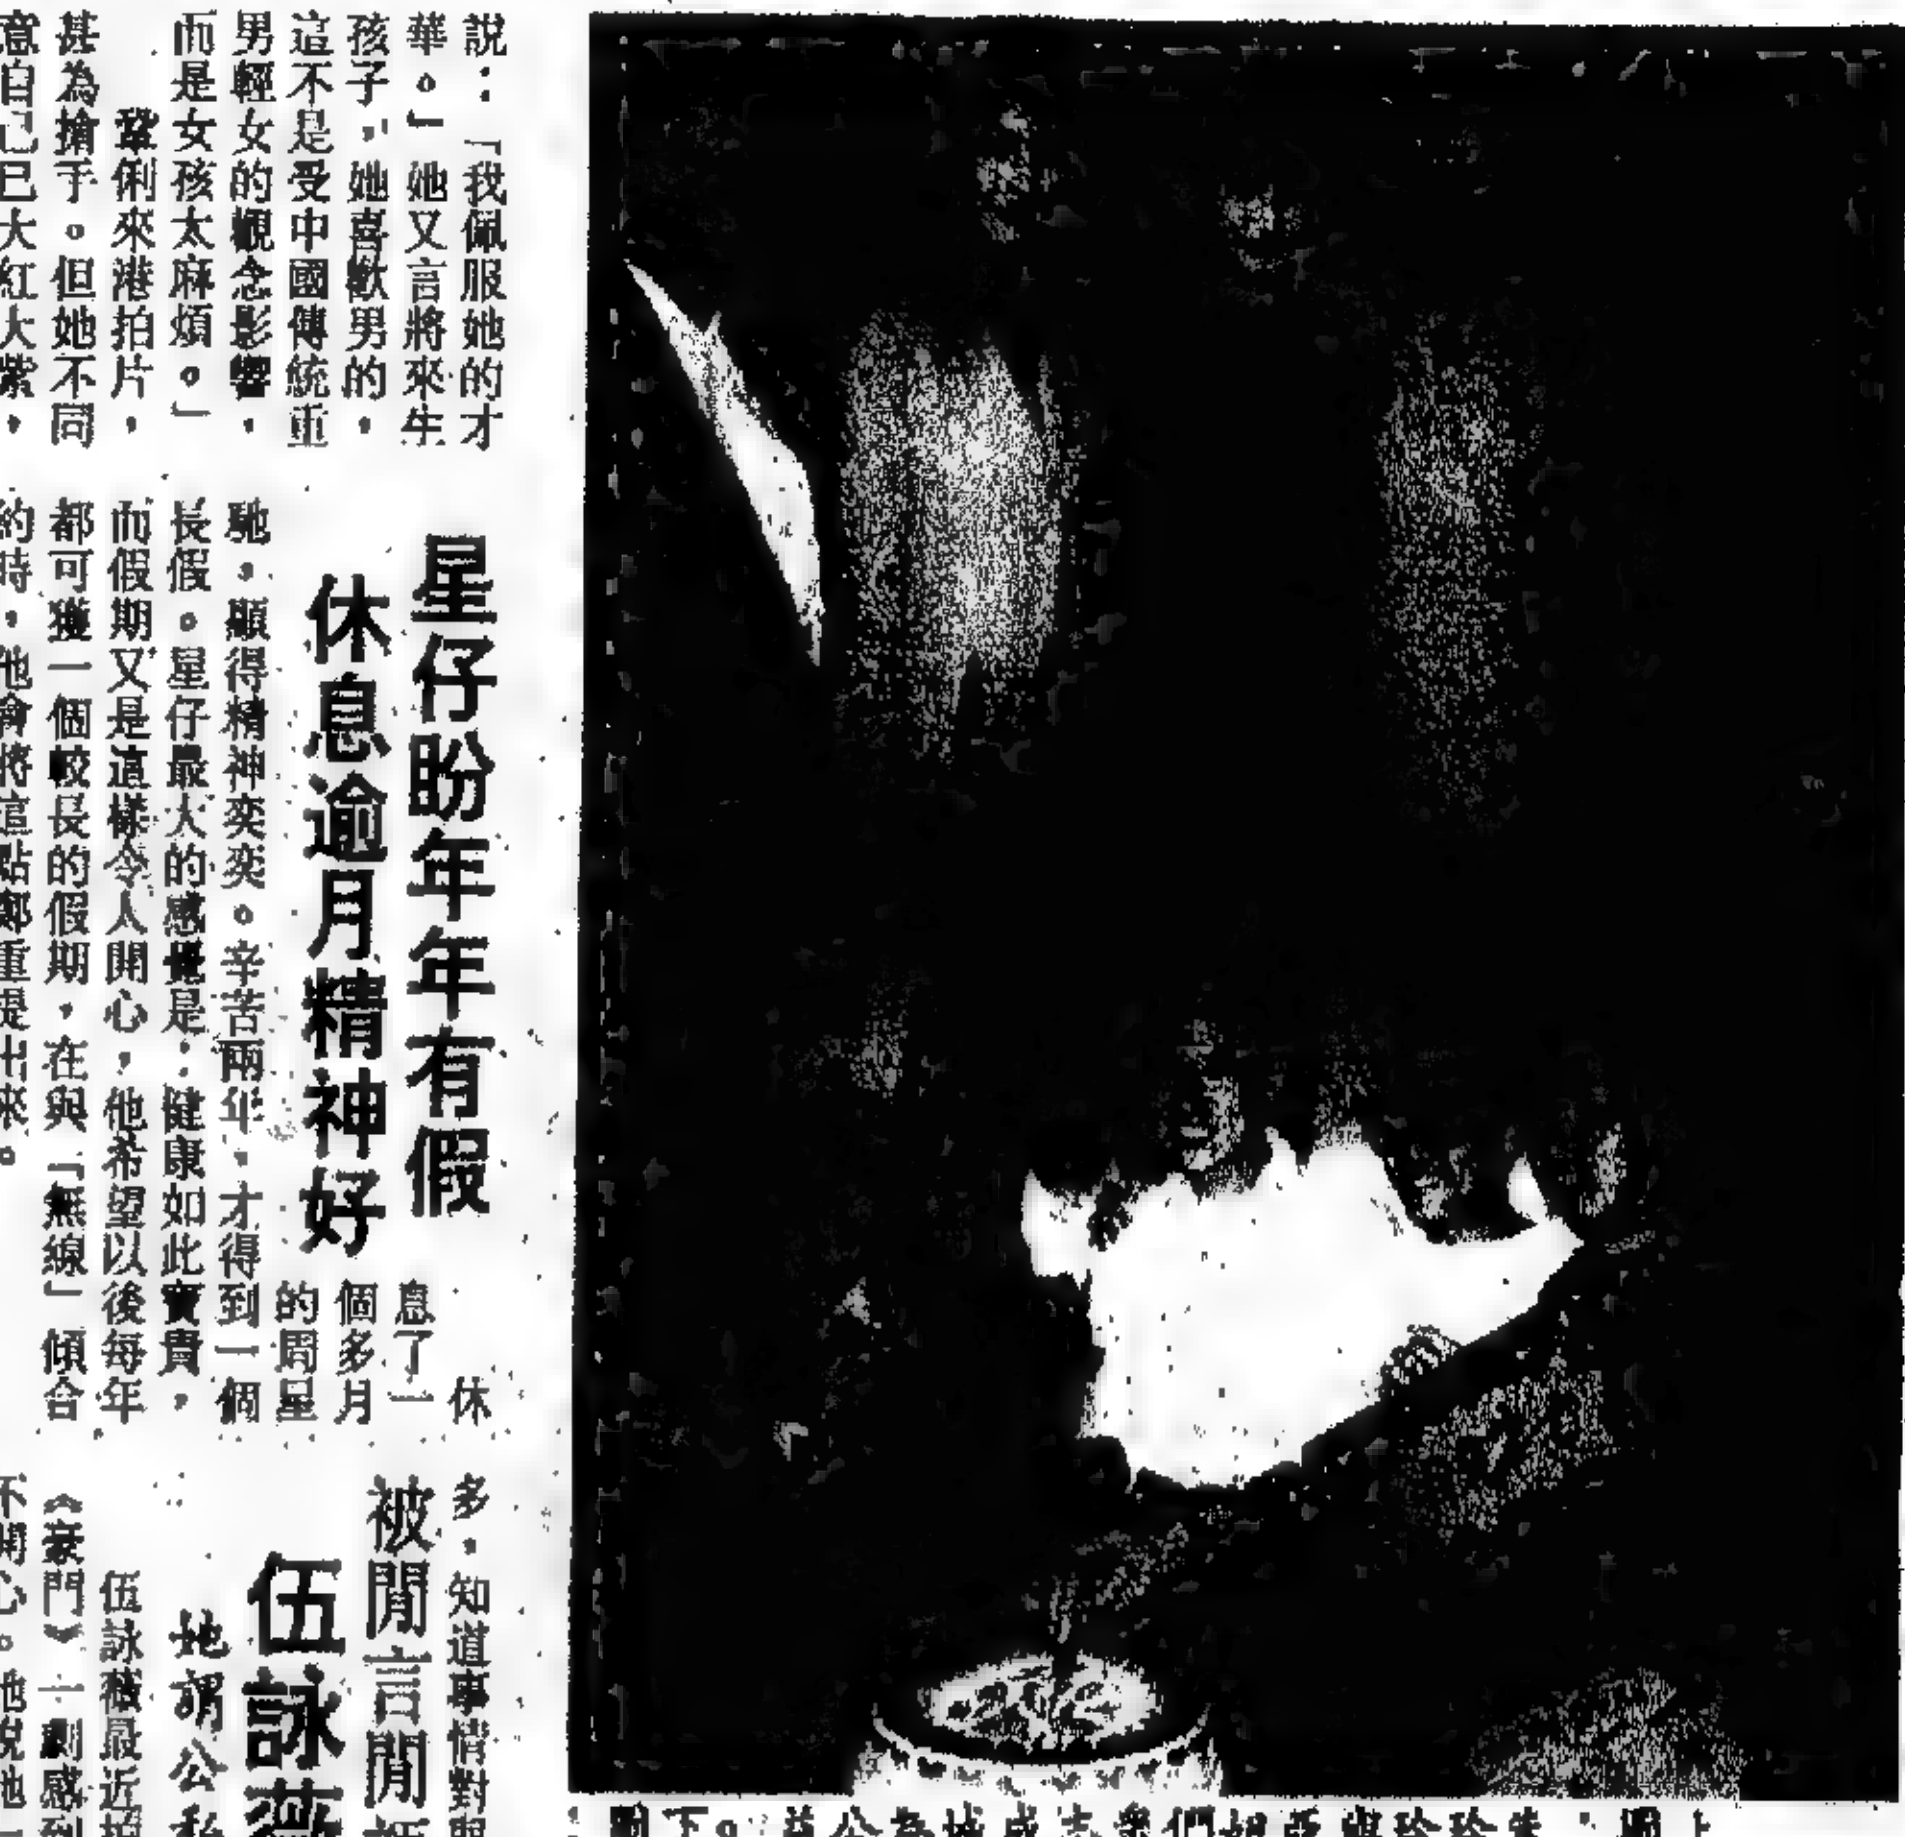 說：「我佩服她的才
華。」她又言將來生
孩子，她喜歡男的，
這不是受中國傳統重
男輕女的觀念影響，
而是女孩太麻煩。」
鞏俐來港拍片，
甚為搶手。但她不同
意自己已大紅大紫，
星仔盼年年有假
休息逾月精神好
休
息了一
個多月
的周星
馳，顯得精神奕奕。辛苦兩年，才得到一個
長假。星仔最大的感覺是：健康如此寶貴，
而假期又是這樣令人開心，他希望以後每年
都可獲一個較長的假期，在與「無線」傾合
約時，他會將這點鄭重提出來。
多，知道事情對
被閒言閒
伍詠薇
她謂公私
伍詠薇最近拍
《豪門》一劇感到
不開心。她說她